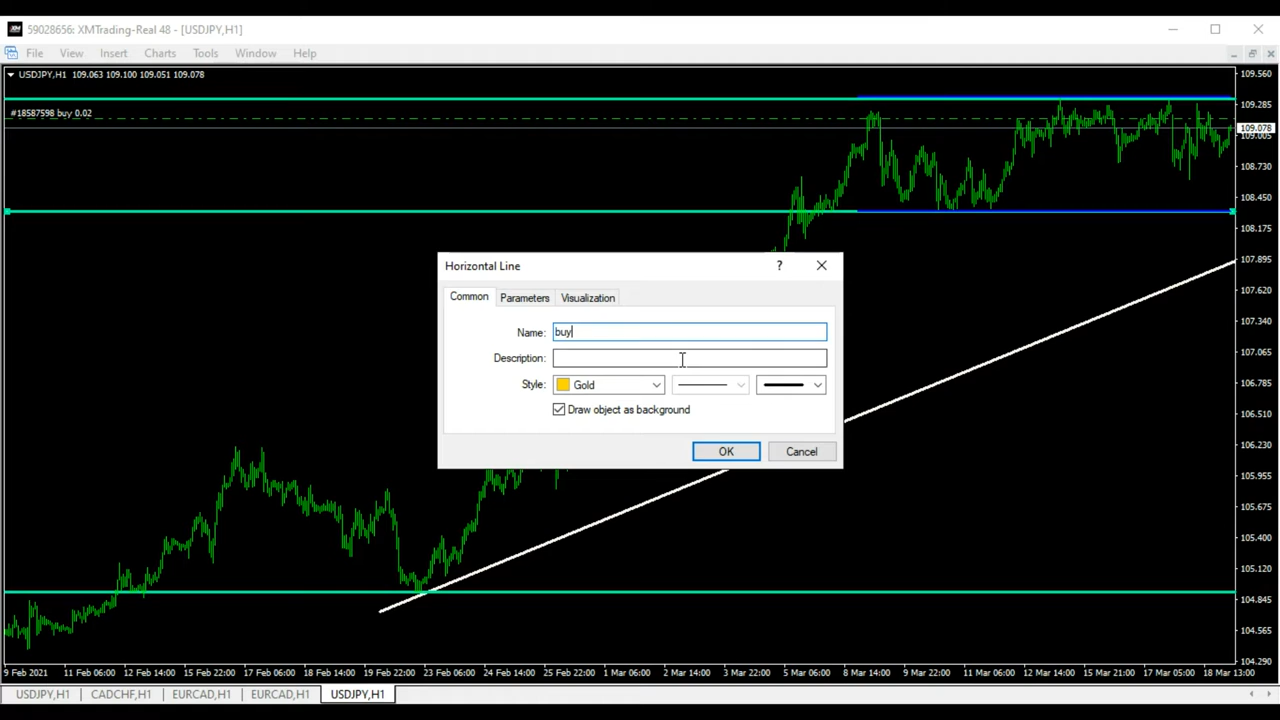 59028656: XMTrading-Real 48 - [USDJPY,H1]
File View Insert Charts Tools Window Help
USDJPY,H1 109.063 109.100 109.051 109.078
#18587598 buy 0.02
109.560
109.285
109.078
109.005
108.730
108.450
108.175
107.895
107.620
107.340
107.065
106.785
106.510
106.230
105.955
105.675
105.400
105.120
104.845
104.565
104.290
Horizontal Line
Common Parameters Visualization
Name: buy
Description:
Style: Gold
Draw object as background
OK Cancel
9 Feb 2021 11 Feb 06:00 12 Feb 14:00 15 Feb 22:00 17 Feb 06:00 18 Feb 14:00 19 Feb 22:00 23 Feb 06:00 24 Feb 14:00 25 Feb 22:00 1 Mar 06:00 2 Mar 14:00 3 Mar 22:00 5 Mar 06:00 8 Mar 14:00 9 Mar 22:00 11 Mar 06:00 12 Mar 14:00 15 Mar 21:00 17 Mar 05:00 18 Mar 13:00
USDJPY,H1 CADCHF,H1 EURCAD,H1 EURCAD,H1 USDJPY,H1